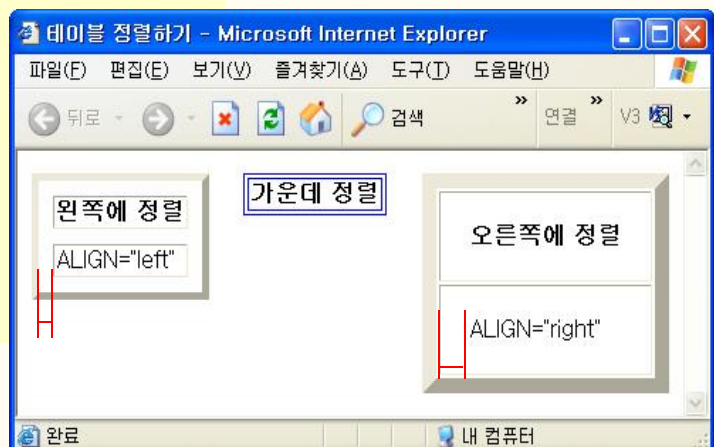 테이블 정렬하기 - Microsoft Internet Explorer
파일(F) 편집(E) 보기(V) 즐겨찾기(A) 도구(T) 도움말(H)
뒤로 검색 » 연결 » V3
왼쪽에 정렬
ALIGN="left"
가운데 정렬
오른쪽에 정렬
ALIGN="right"
완료 내 컴퓨터